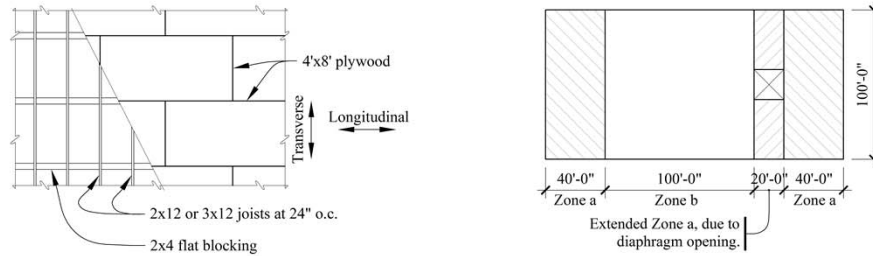 4'x8' plywood
Transverse
Longitudinal
2x12 or 3x12 joists at 24" o.c.
2x4 flat blocking
100'-0"
40'-0" 100'-0" 20'-0" 40'-0"
Zone a Zone b Zone a
Extended Zone a, due to
diaphragm opening.